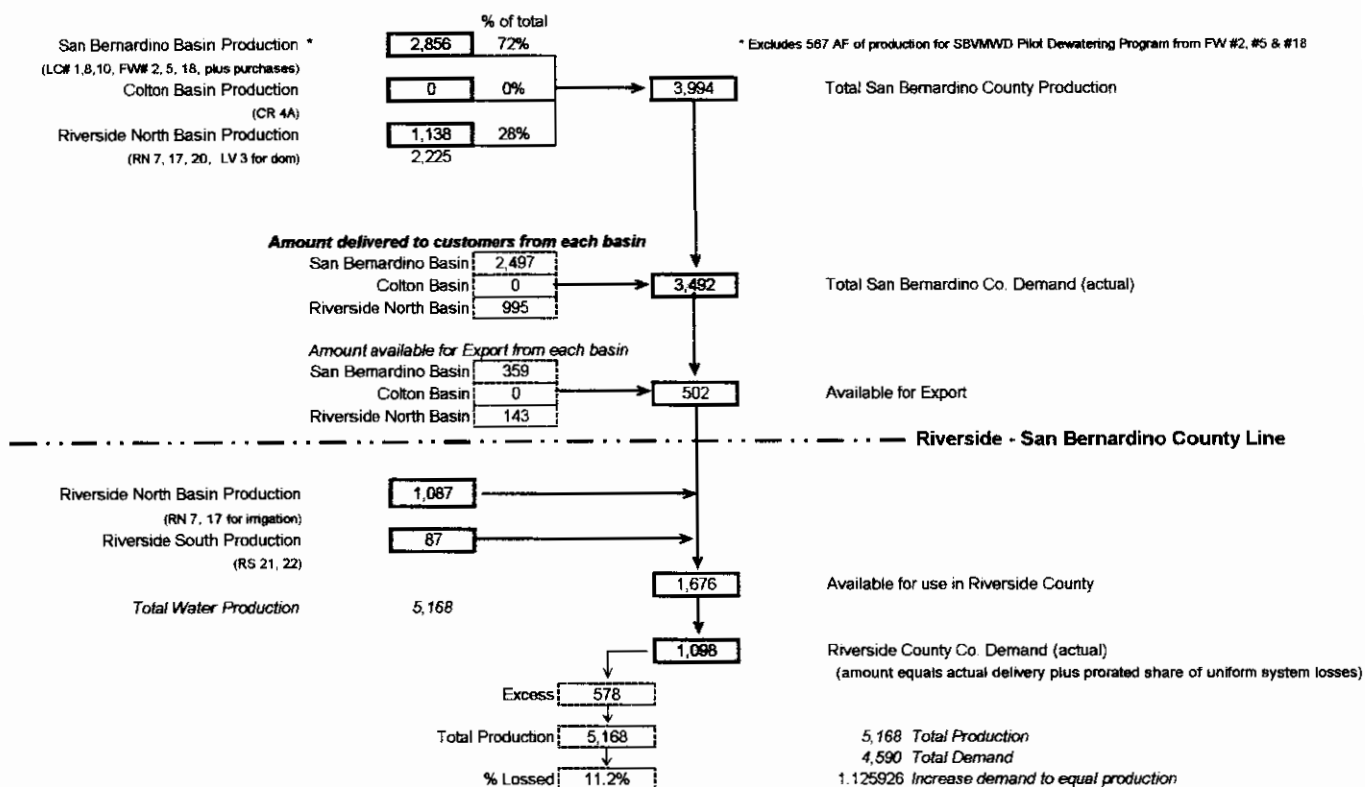 % of total
San Bernardino Basin Production * 2,856 72% * Excludes 567 AF of production for SBVMWD Pilot Dewatering Program from FW #2, #5 & #18
(LC# 1,8,10, FW# 2, 5, 18, plus purchases)
Colton Basin Production 0 0% 3,994 Total San Bernardino County Production
(CR 4A)
Riverside North Basin Production 1,138 28%
(RN 7, 17, 20, LV 3 for dom) 2,225
Amount delivered to customers from each basin
San Bernardino Basin 2,497
Colton Basin 0 3,492 Total San Bernardino Co. Demand (actual)
Riverside North Basin 995
Amount available for Export from each basin
San Bernardino Basin 359
Colton Basin 0 502 Available for Export
Riverside North Basin 143
Riverside - San Bernardino County Line
Riverside North Basin Production 1,087
(RN 7, 17 for irrigation)
Riverside South Production 87
(RS 21, 22)
1,676 Available for use in Riverside County
Total Water Production 5,168
1,098 Riverside County Co. Demand (actual)
(amount equals actual delivery plus prorated share of uniform system losses)
Excess 578
Total Production 5,168 5,168 Total Production
4,590 Total Demand
% Lossed 11.2% 1.125926 Increase demand to equal production